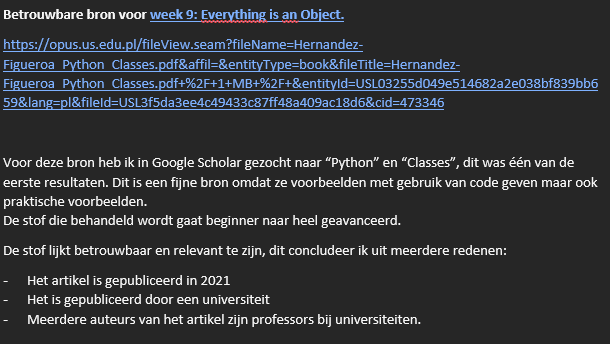 Betrouwbare bron voor week 9: Everything is an Object.
https://opus.us.edu.pl/fileView.seam?fileName=Hernandez-
Figueroa_Python_Classes.pdf&affil=&entityType=book&fileTitle=Hernandez-
Figueroa_Python_Classes.pdf+%2F+1+MB+%2F+&entityId=USL03255d049e514682a2e038bf839bb6
59&lang=pl&fileId=USL3f5da3ee4c49433c87ff48a409ac18d6&cid=473346
Voor deze bron heb ik in Google Scholar gezocht naar “Python” en “Classes”, dit was één van de
eerste resultaten. Dit is een fijne bron omdat ze voorbeelden met gebruik van code geven maar ook
praktische voorbeelden.
De stof die behandeld wordt gaat beginner naar heel geavanceerd.
De stof lijkt betrouwbaar en relevant te zijn, dit concludeer ik uit meerdere redenen:
- Het artikel is gepubliceerd in 2021
- Het is gepubliceerd door een universiteit
- Meerdere auteurs van het artikel zijn professors bij universiteiten.